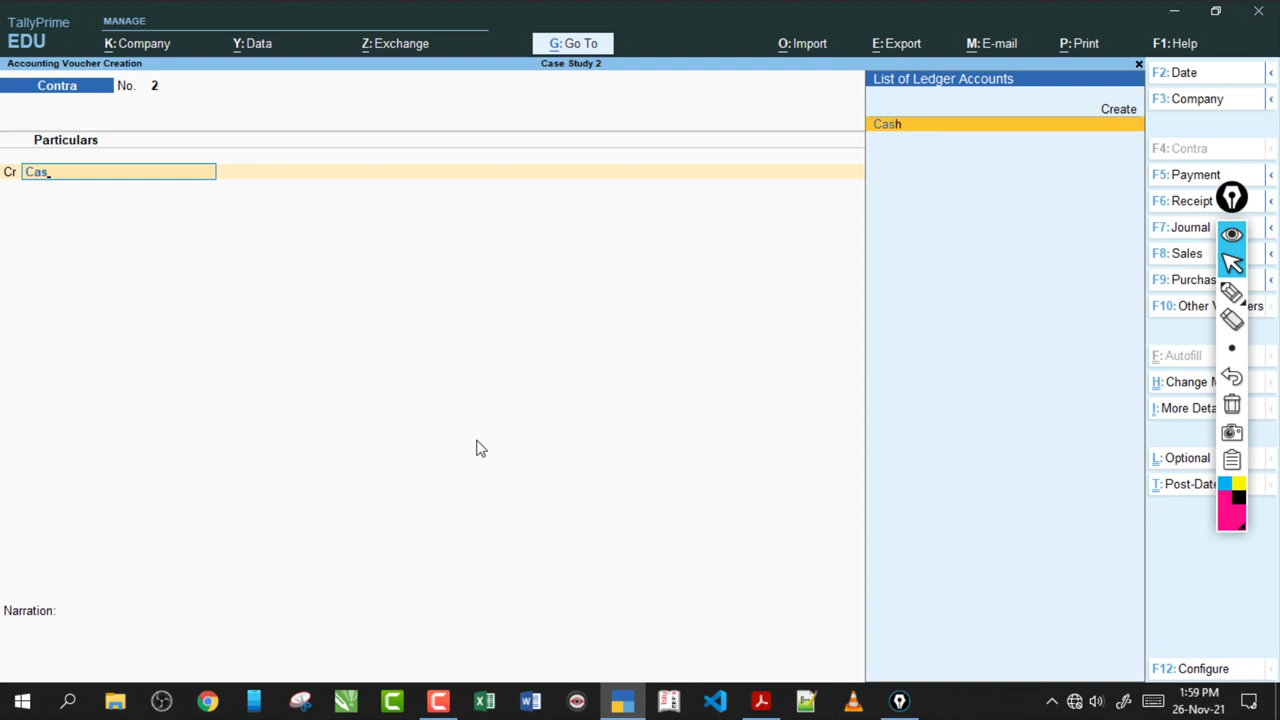 TallyPrime
EDU
MANAGE
K: Company
Y: Data
Z: Exchange
G: Go To
O: Import
E: Export
M: E-mail
P: Print
F1: Help
Accounting Voucher Creation
Case Study 2
Contra No. 2
Particulars
Cr Cas
Narration:
List of Ledger Accounts
Create
Cash
F2: Date
F3: Company
F4: Contra
F5: Payment
F6: Receipt
F7: Journal
F8: Sales
F9: Purchas
F10: Other V ers
F: Autofill
H: Change M
I: More Deta
L: Optional
T: Post-Date
F12: Configure
1:59 PM
26-Nov-21